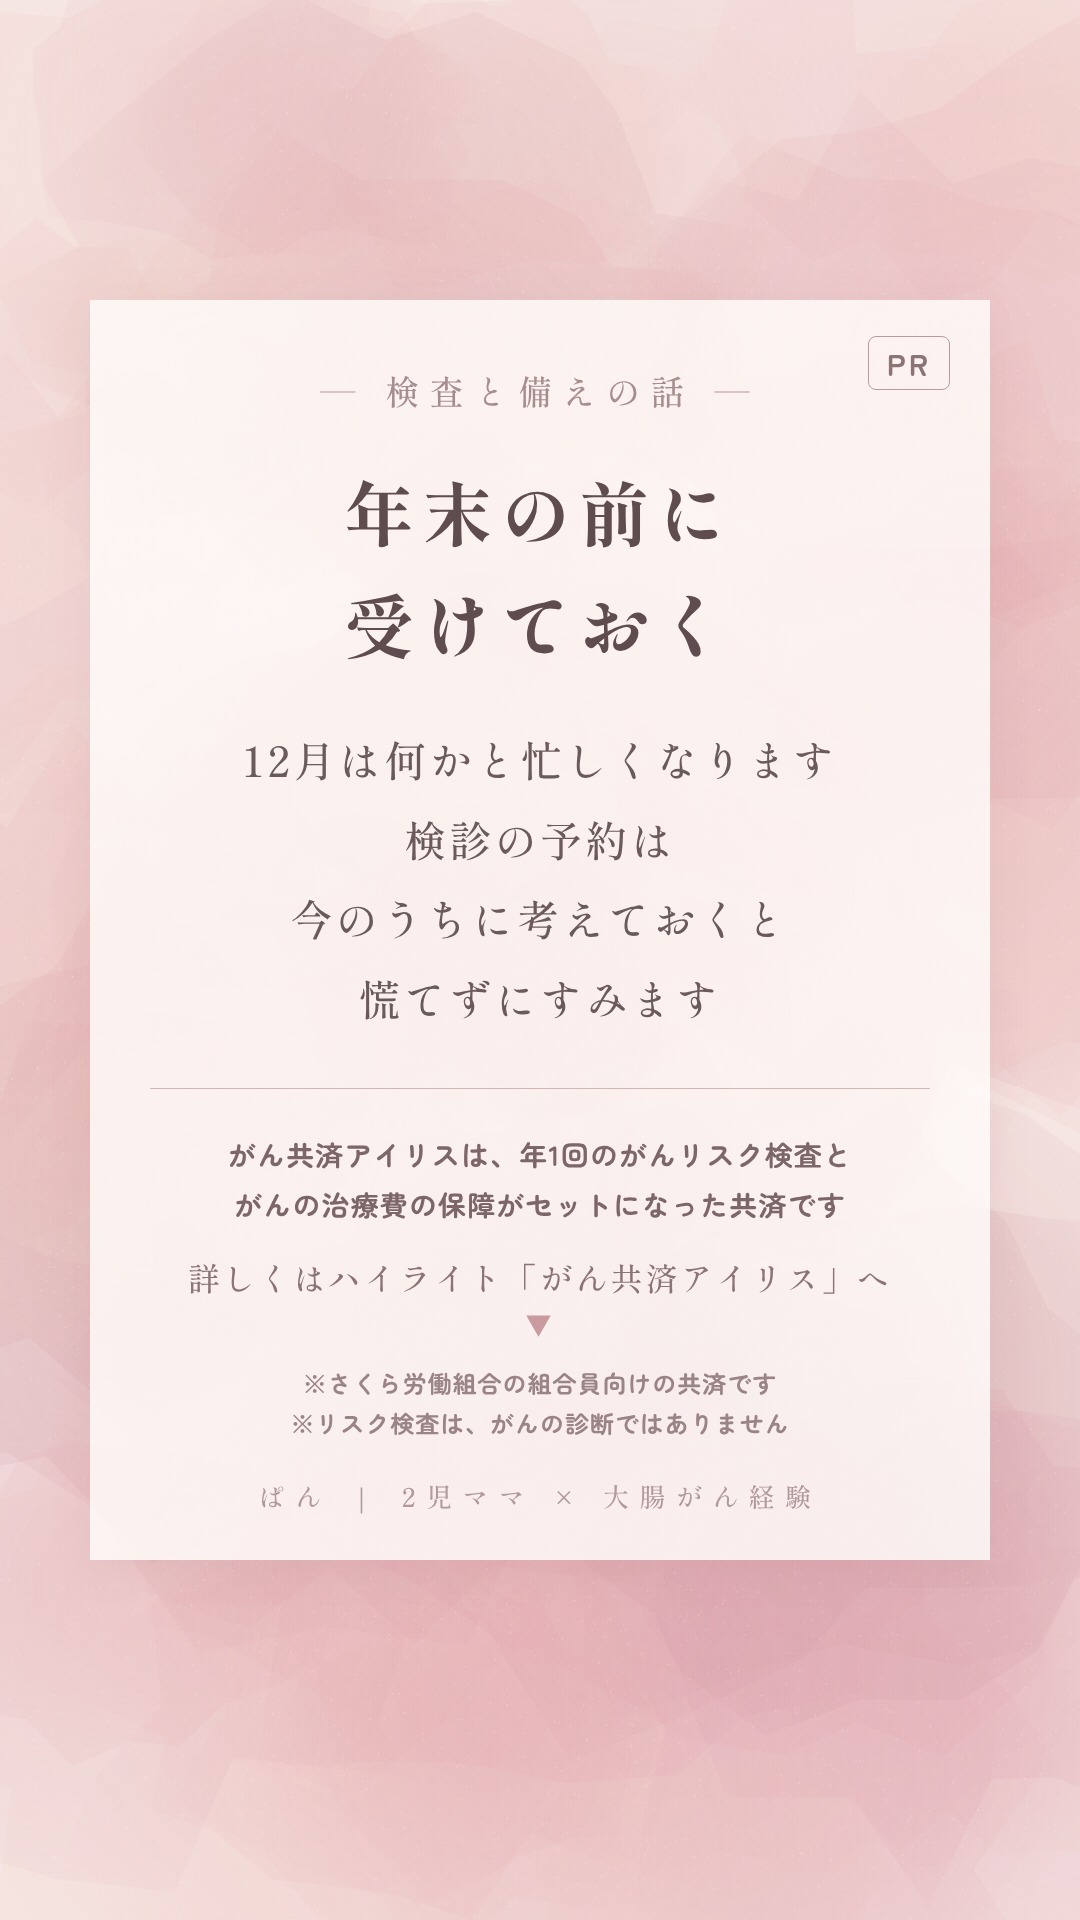 PR
― 検査と備えの話 ―
年末の前に
受けておく
12月は何かと忙しくなります
検診の予約は
今のうちに考えておくと
慌てずにすみます
がん共済アイリスは、年1回のがんリスク検査と
がんの治療費の保障がセットになった共済です
詳しくはハイライト「がん共済アイリス」へ
▼
※さくら労働組合の組合員向けの共済です
※リスク検査は、がんの診断ではありません
ぱん | 2児ママ × 大腸がん経験